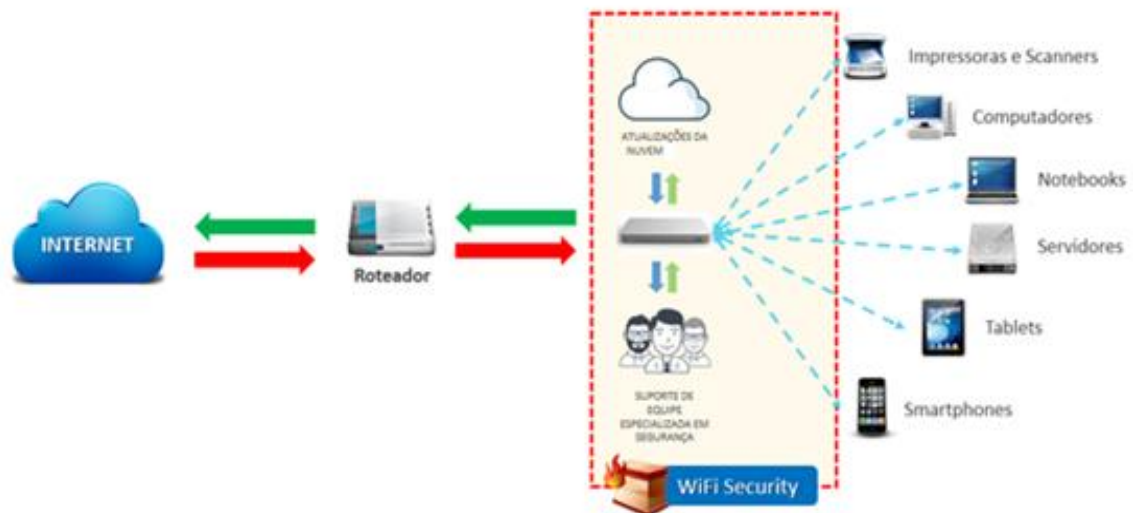 INTERNET
Roteador
ATUALIZAÇÕES DA
NUVEM
SUPORTE DE
EQUIPE
ESPECIALIZADA EM
SEGURANÇA
WiFi Security
Impressoras e Scanners
Computadores
Notebooks
Servidores
Tablets
Smartphones